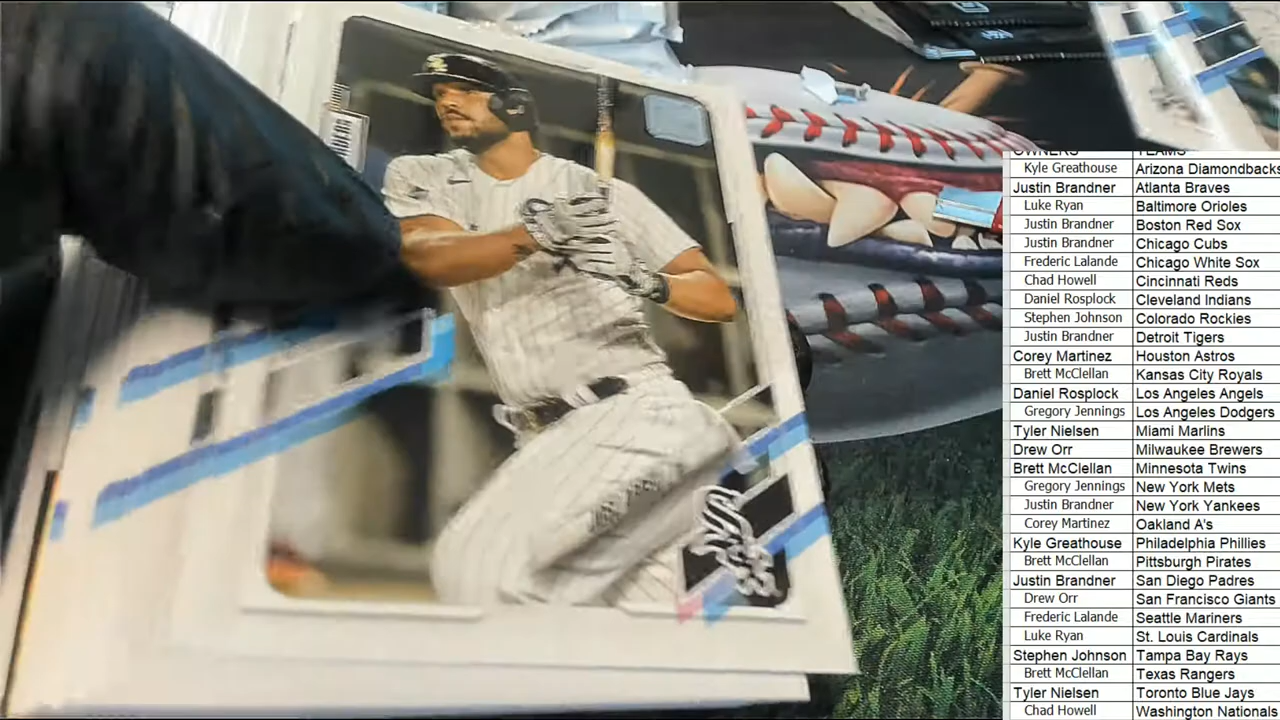 OWNERS TEAMS
Kyle Greathouse Arizona Diamondbacks
Justin Brandner Atlanta Braves
Luke Ryan Baltimore Orioles
Justin Brandner Boston Red Sox
Justin Brandner Chicago Cubs
Frederic Lalande Chicago White Sox
Chad Howell Cincinnati Reds
Daniel Rosplock Cleveland Indians
Stephen Johnson Colorado Rockies
Justin Brandner Detroit Tigers
Corey Martinez Houston Astros
Brett McClellan Kansas City Royals
Daniel Rosplock Los Angeles Angels
Gregory Jennings Los Angeles Dodgers
Tyler Nielsen Miami Marlins
Drew Orr Milwaukee Brewers
Brett McClellan Minnesota Twins
Gregory Jennings New York Mets
Justin Brandner New York Yankees
Corey Martinez Oakland A's
Kyle Greathouse Philadelphia Phillies
Brett McClellan Pittsburgh Pirates
Justin Brandner San Diego Padres
Drew Orr San Francisco Giants
Frederic Lalande Seattle Mariners
Luke Ryan St. Louis Cardinals
Stephen Johnson Tampa Bay Rays
Brett McClellan Texas Rangers
Tyler Nielsen Toronto Blue Jays
Chad Howell Washington Nationals